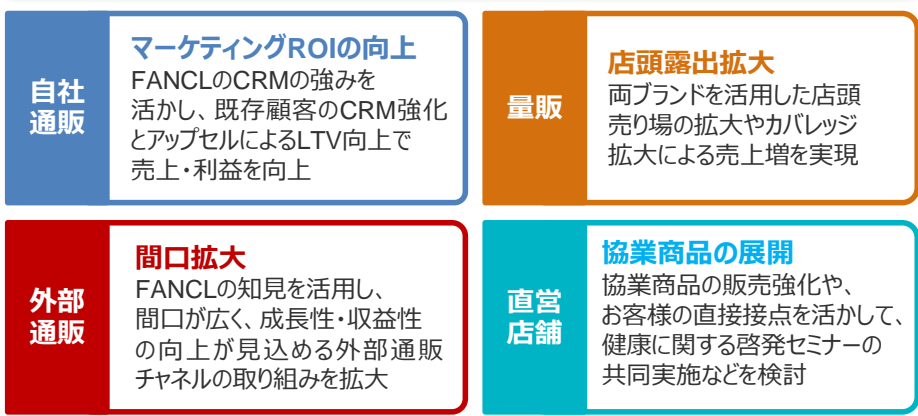 自社
通販
マーケティングROIの向上
FANCLのCRMの強みを
活かし、既存顧客のCRM強化
とアップセルによるLTV向上で
売上・利益を向上
量販
店頭露出拡大
両ブランドを活用した店頭
売り場の拡大やカバレッジ
拡大による売上増を実現
外部
通販
間口拡大
FANCLの知見を活用し、
間口が広く、成長性・収益性
の向上が見込める外部通販
チャネルの取り組みを拡大
直営
店舗
協業商品の展開
協業商品の販売強化や、
お客様の直接接点を活かして、
健康に関する啓発セミナーの
共同実施などを検討